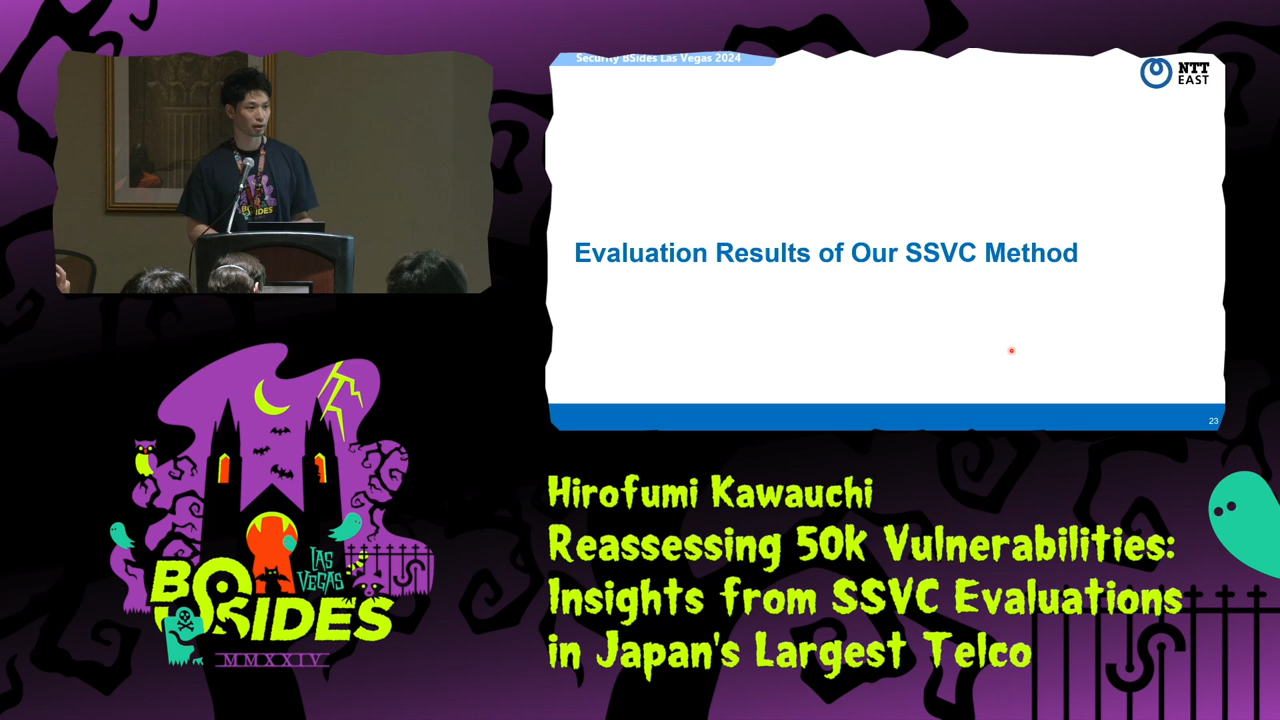 Security BSides Las Vegas 2024
NTT
EAST
Evaluation Results of Our SSVC Method
23
BSIDES
LAS
VEGAS
BSIDES
MMXXIV
Hirofumi Kawauchi
Reassessing 50k Vulnerabilities:
Insights from SSVC Evaluations
in Japan's Largest Telco